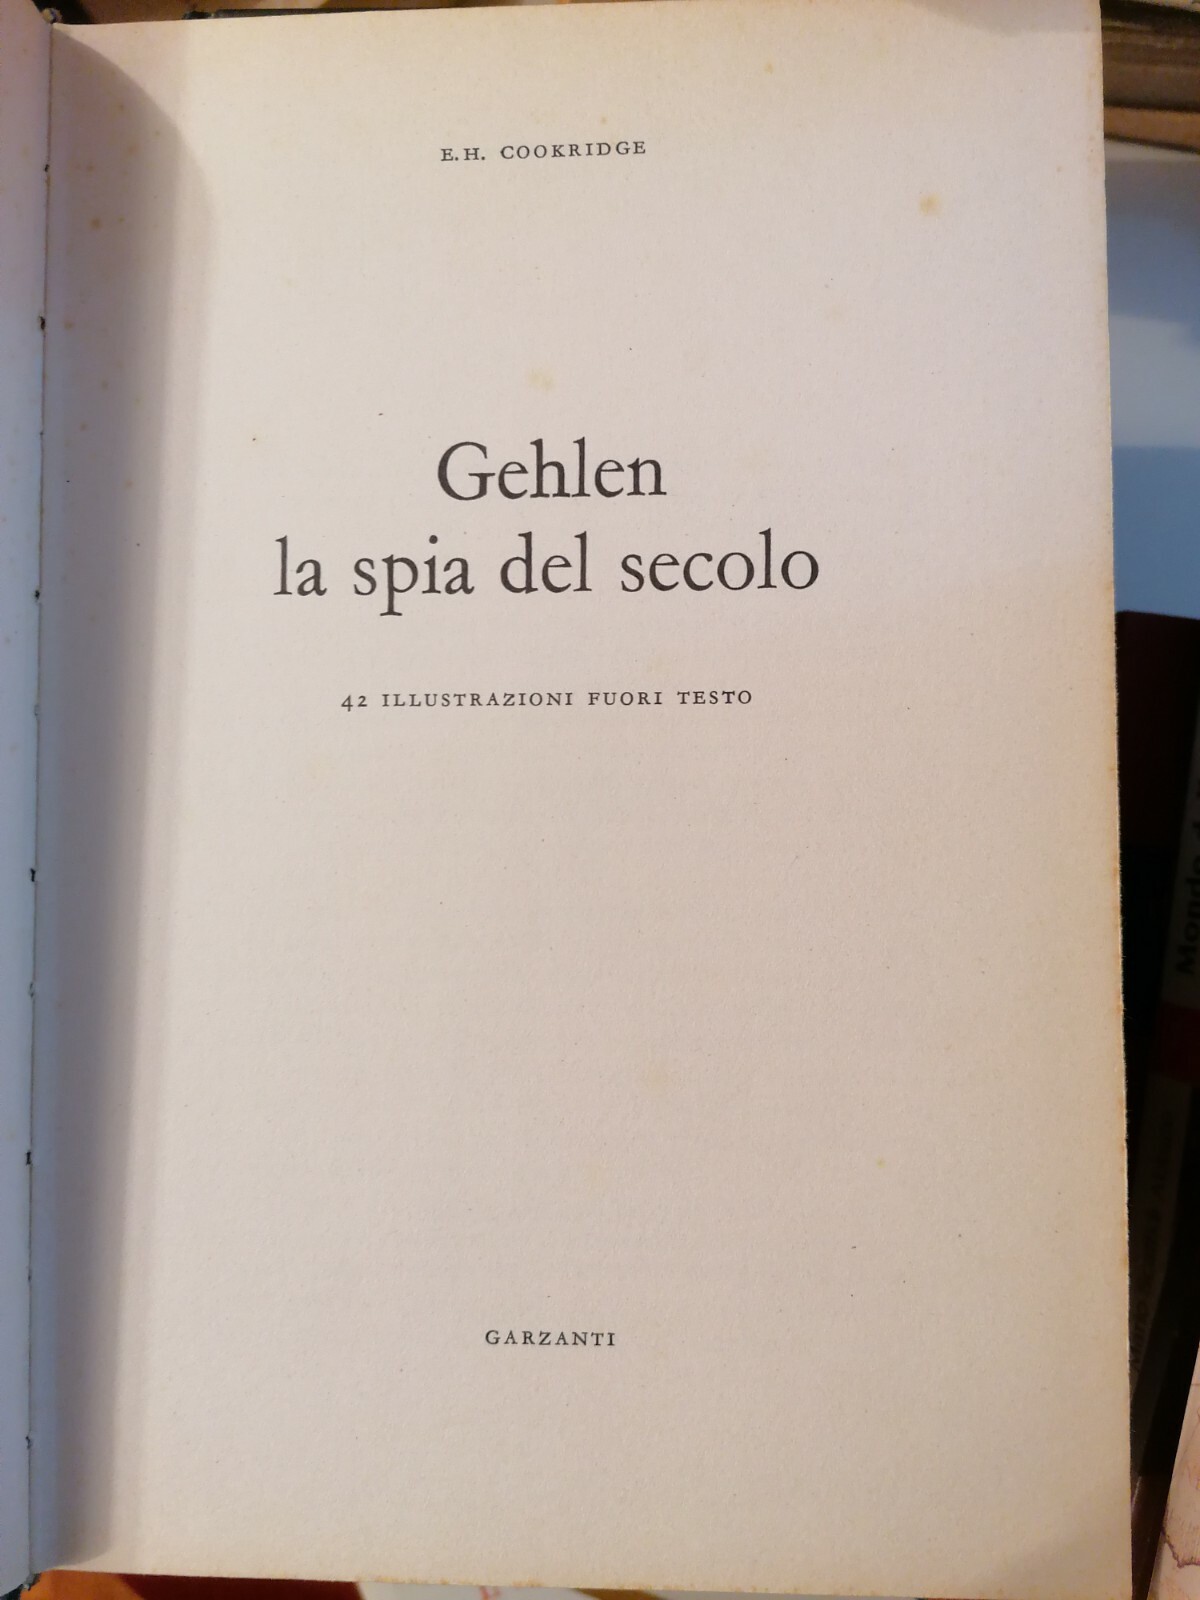 E.H. COOKRIDGE
Gehlen
la spia del secolo
42 ILLUSTRAZIONI FUORI TESTO
GARZANTI